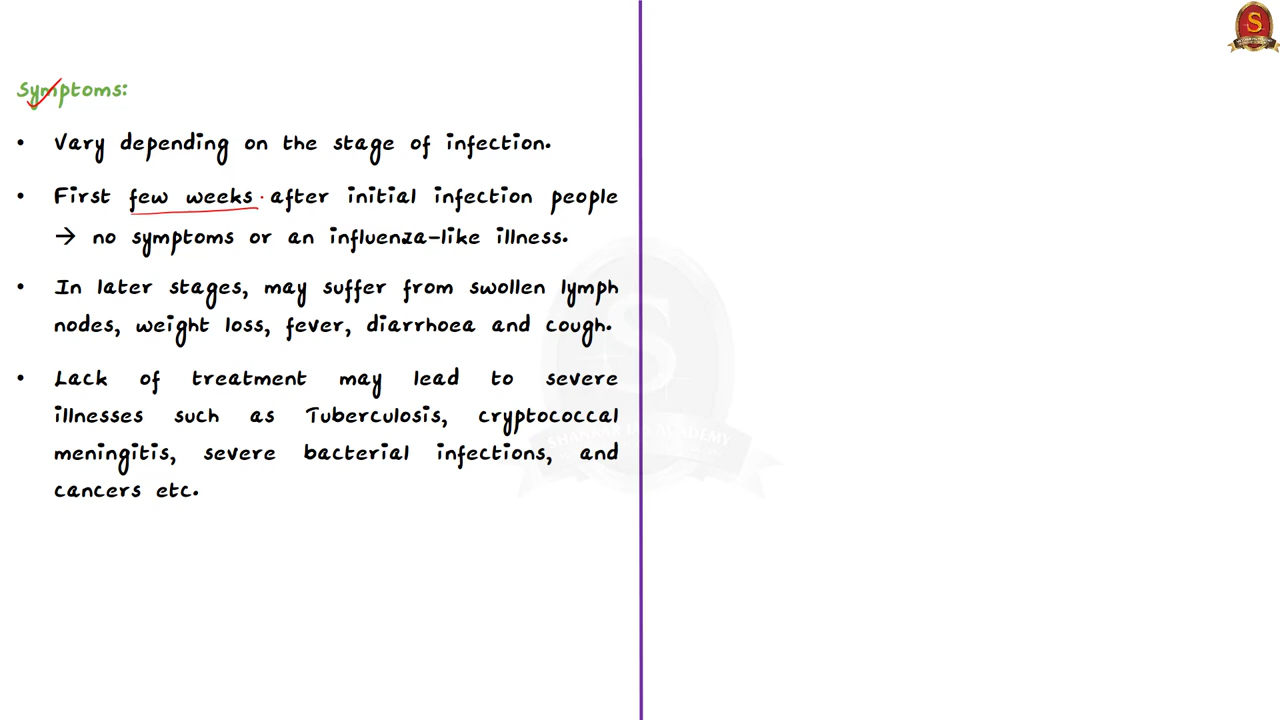 Symptoms:
• Vary depending on the stage of infection.
• First few weeks after initial infection people
→ no symptoms or an influenza-like illness.
• In later stages, may suffer from swollen lymph
nodes, weight loss, fever, diarrhoea and cough.
• Lack of treatment may lead to severe
illnesses such as Tuberculosis, cryptococcal
meningitis, severe bacterial infections, and
cancers etc.
S
S
ACADEMY